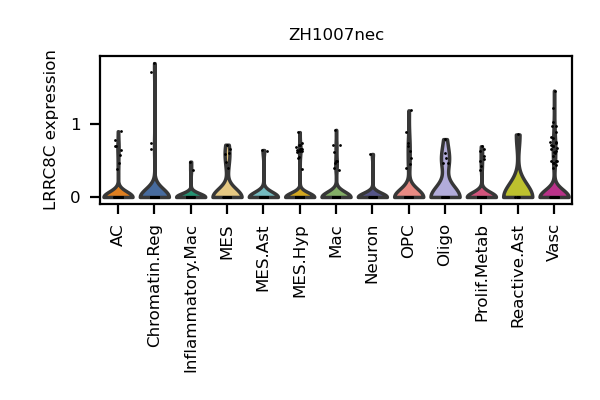 ZH1007nec
LRRC8C expression
1
0
AC
Chromatin.Reg
Inflammatory.Mac
MES
MES.Ast
MES.Hyp
Mac
Neuron
OPC
Oligo
Prolif.Metab
Reactive.Ast
Vasc